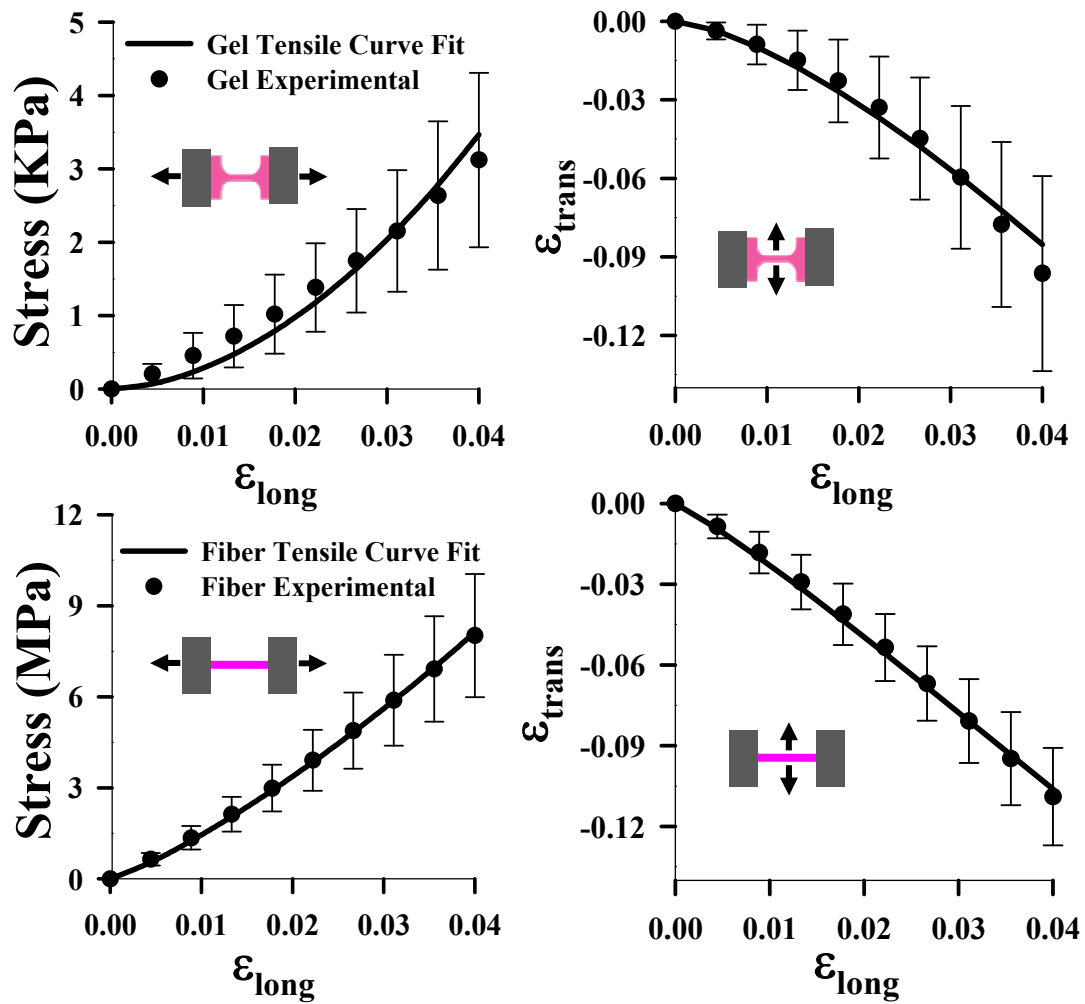 5
4
3
2
1
0
Stress (KPa)
Gel Tensile Curve Fit
Gel Experimental
0.00 0.01 0.02 0.03 0.04
εlong
0.00
-0.03
-0.06
-0.09
-0.12
εtrans
0.00 0.01 0.02 0.03 0.04
εlong
12
9
6
3
0
Stress (MPa)
Fiber Tensile Curve Fit
Fiber Experimental
0.00 0.01 0.02 0.03 0.04
εlong
0.00
-0.03
-0.06
-0.09
-0.12
εtrans
0.00 0.01 0.02 0.03 0.04
εlong